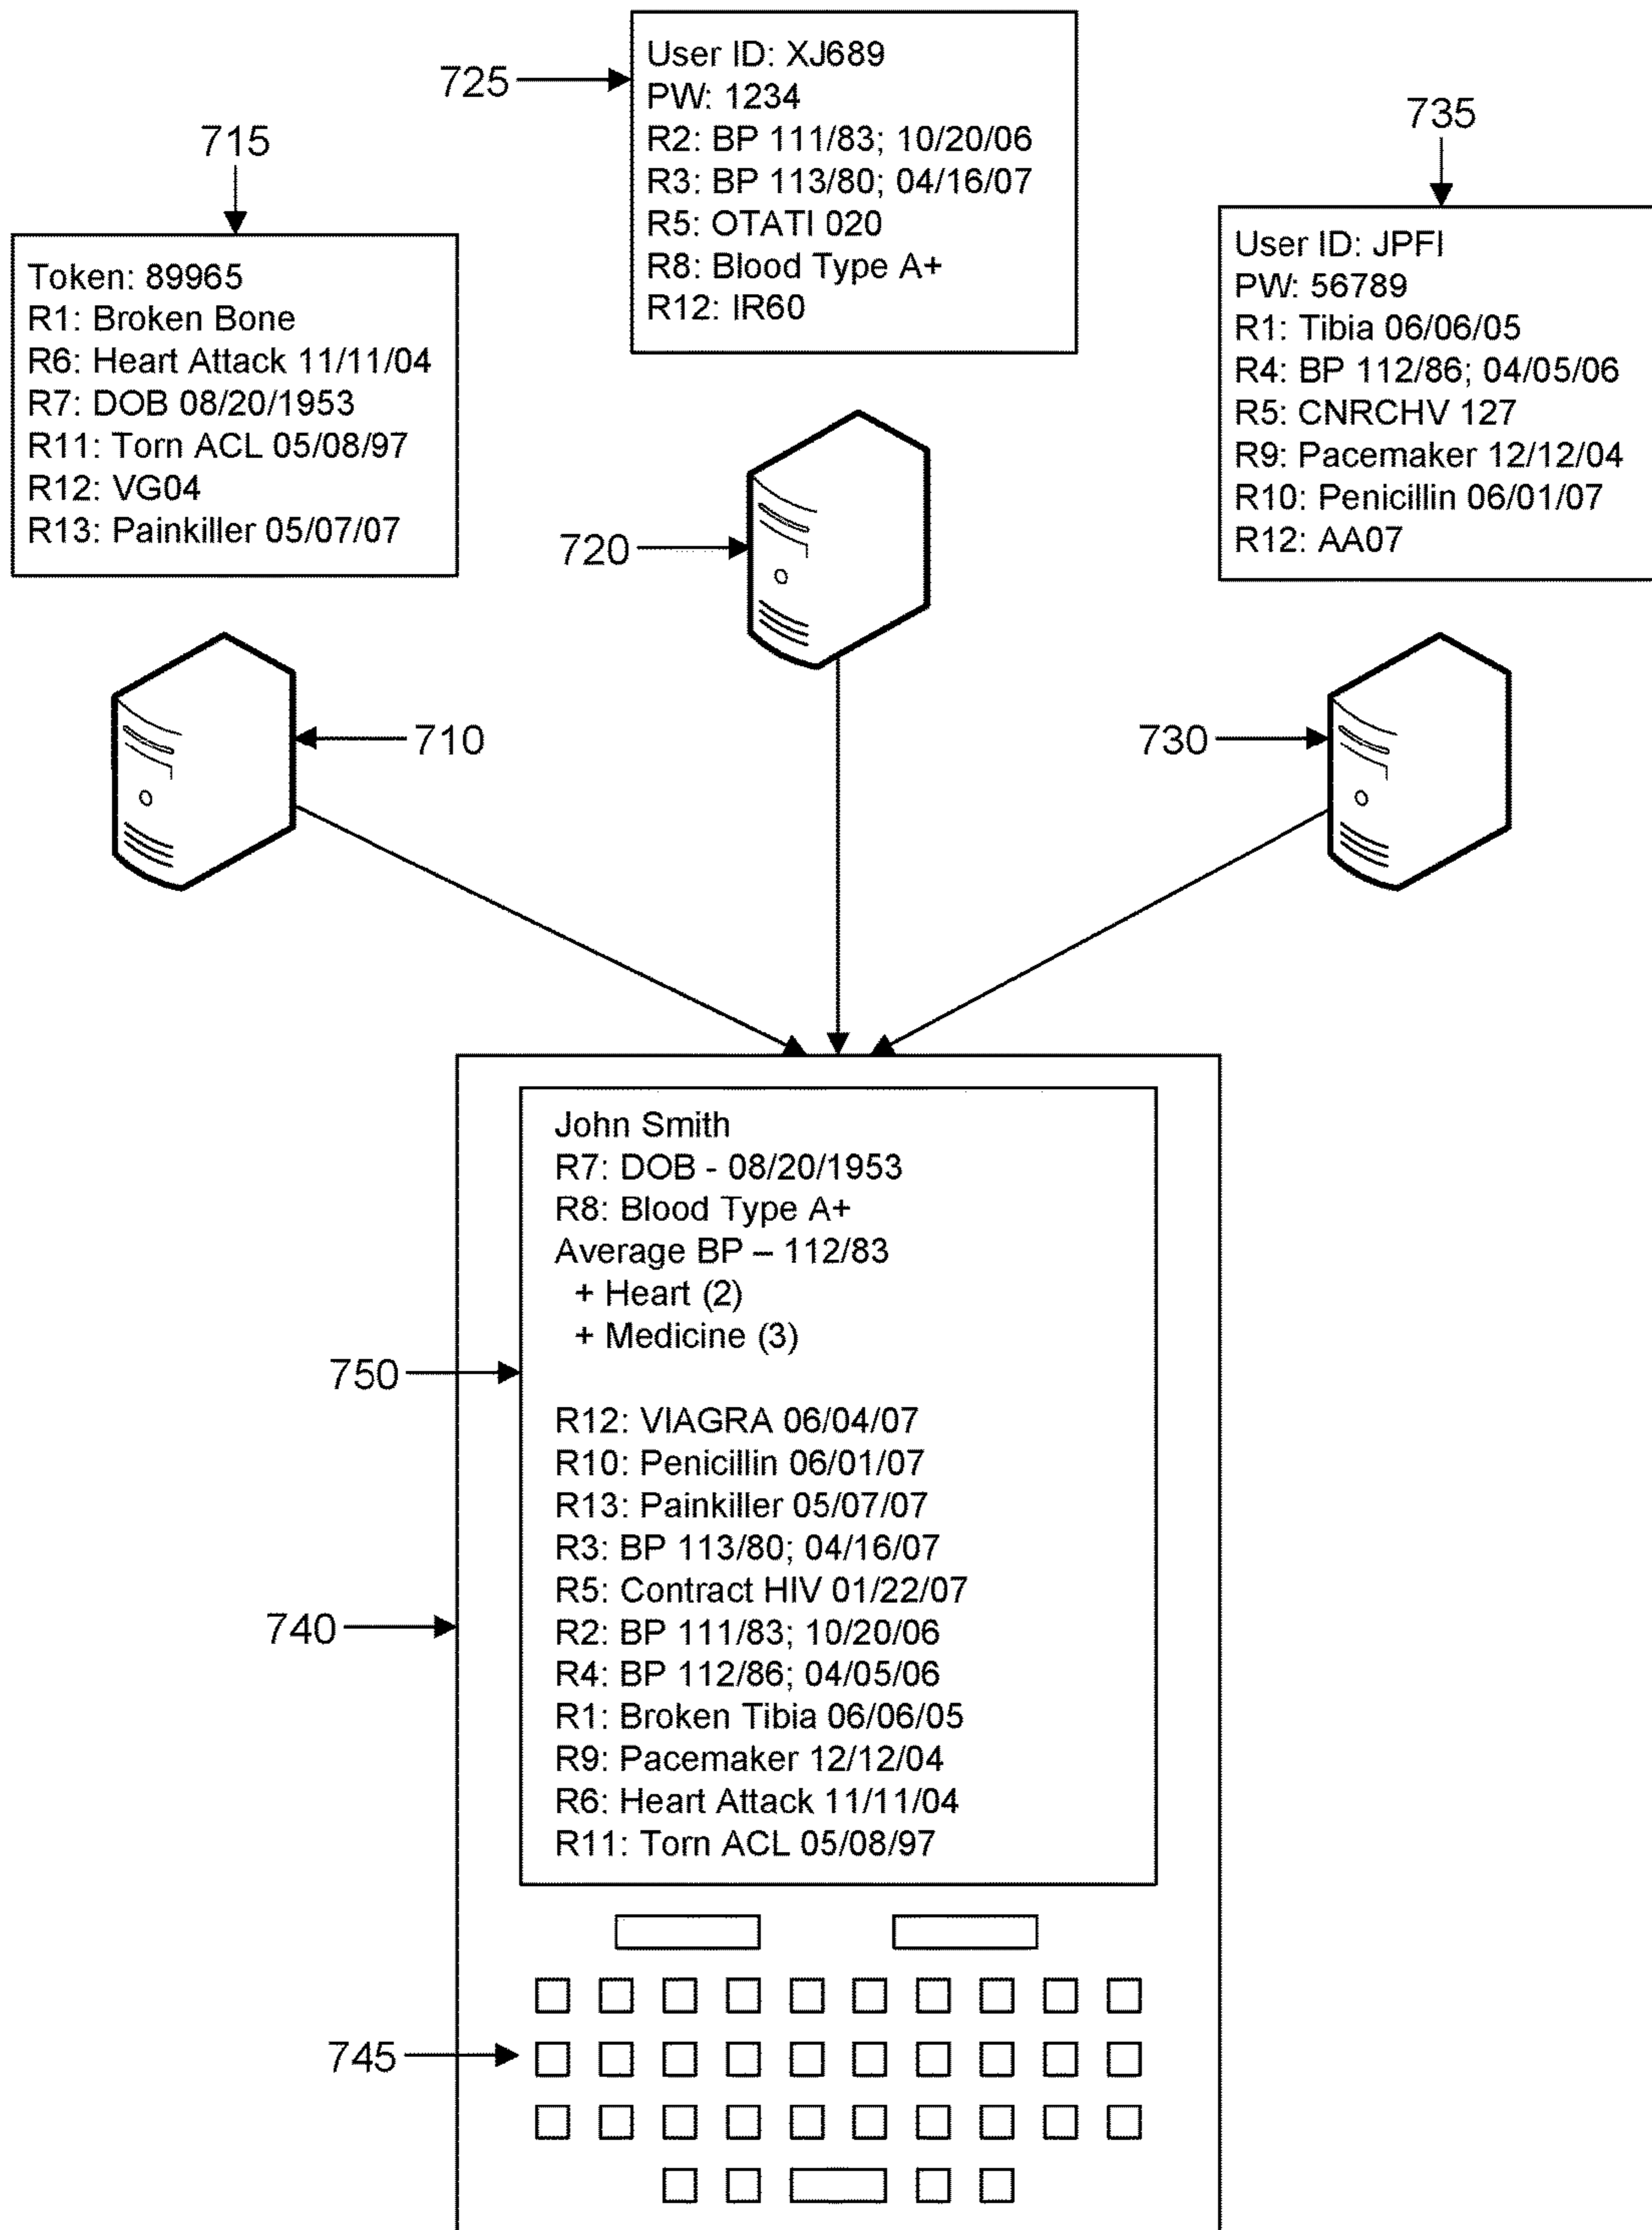 725
User ID: XJ689
PW: 1234
R2: BP 111/83; 10/20/06
R3: BP 113/80; 04/16/07
R5: OTATI 020
R8: Blood Type A+
R12: IR60
715
Token: 89965
R1: Broken Bone
R6: Heart Attack 11/11/04
R7: DOB 08/20/1953
R11: Torn ACL 05/08/97
R12: VG04
R13: Painkiller 05/07/07
735
User ID: JPFI
PW: 56789
R1: Tibia 06/06/05
R4: BP 112/86; 04/05/06
R5: CNRCHV 127
R9: Pacemaker 12/12/04
R10: Penicillin 06/01/07
R12: AA07
720
710
730
John Smith
R7: DOB - 08/20/1953
R8: Blood Type A+
Average BP – 112/83
+ Heart (2)
+ Medicine (3)
750
R12: VIAGRA 06/04/07
R10: Penicillin 06/01/07
R13: Painkiller 05/07/07
R3: BP 113/80; 04/16/07
R5: Contract HIV 01/22/07
R2: BP 111/83; 10/20/06
R4: BP 112/86; 04/05/06
R1: Broken Tibia 06/06/05
R9: Pacemaker 12/12/04
R6: Heart Attack 11/11/04
R11: Torn ACL 05/08/97
740
745